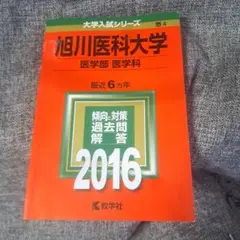 大学入試シリーズ
旭川医科大学
医学部 医学科
最近6カ年
傾向と対策
過去問
解答
2016
教学社